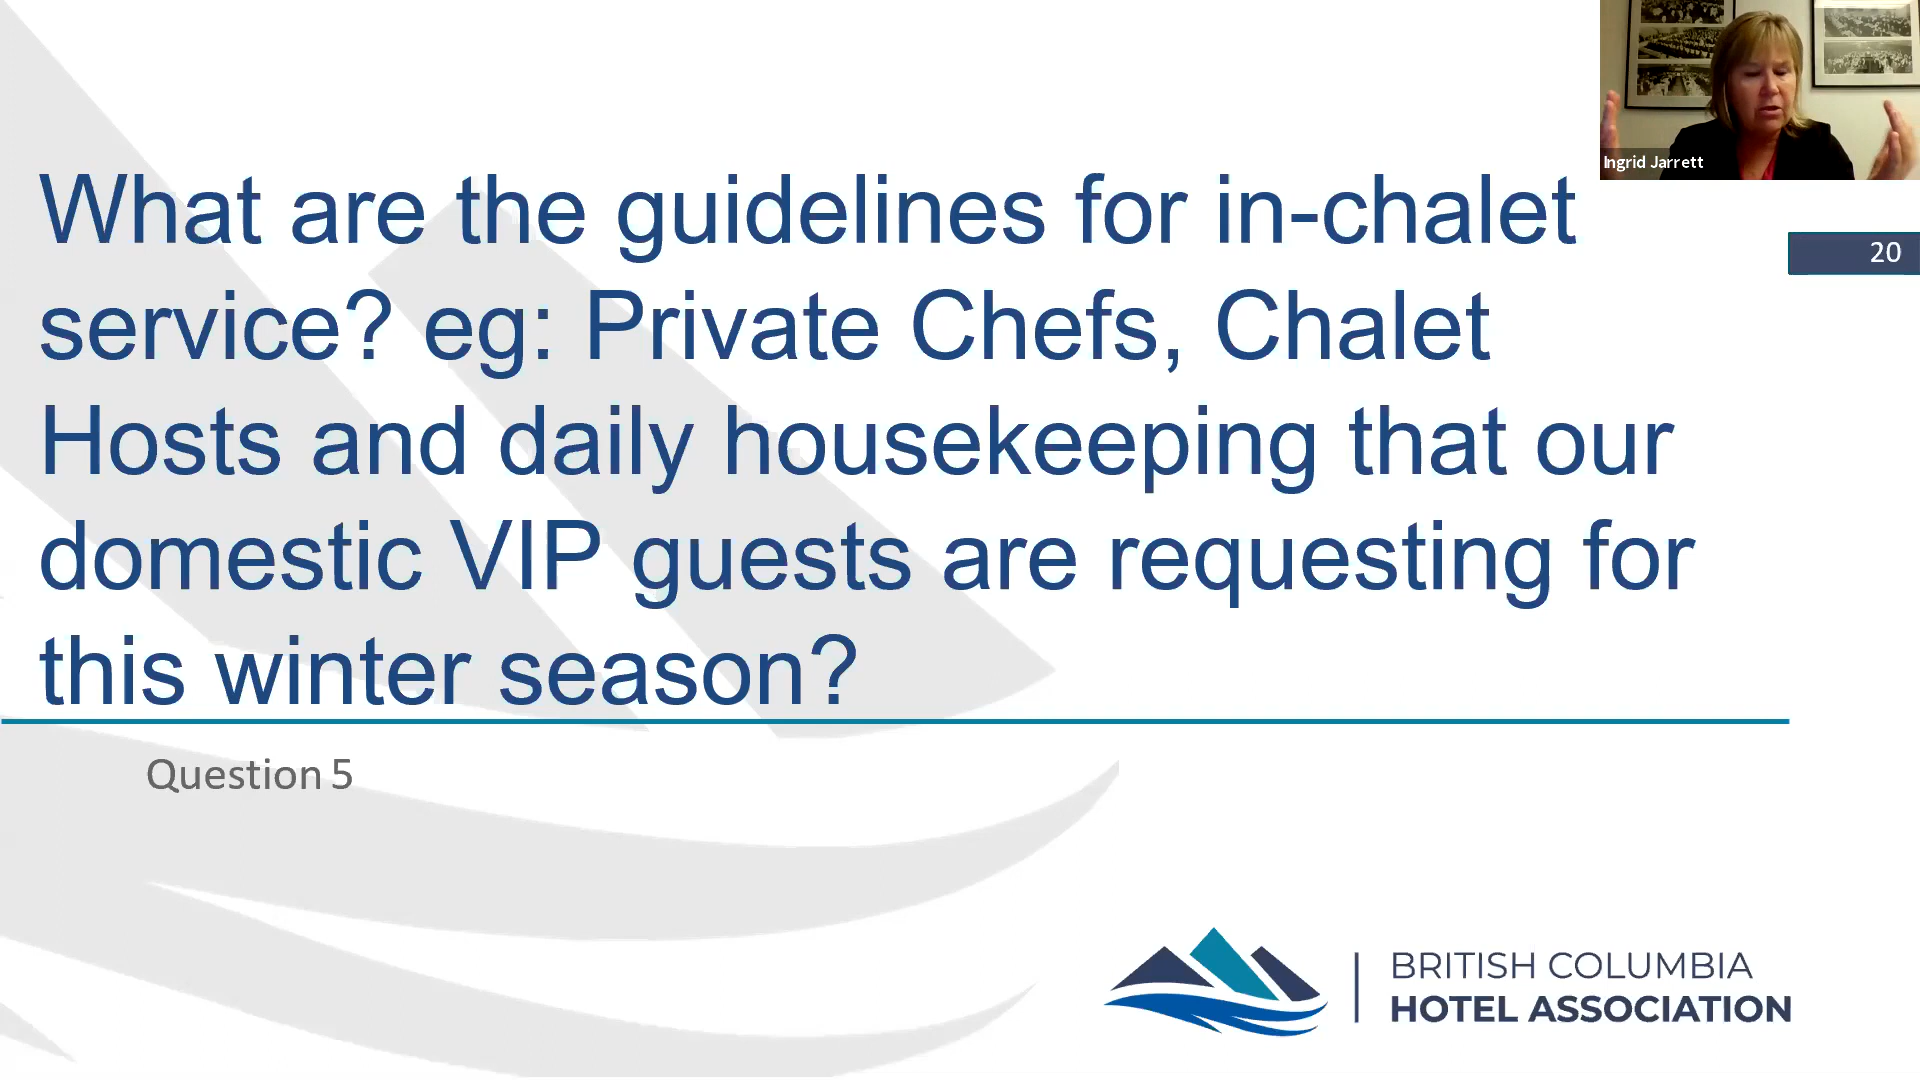 Ingrid Jarrett
20
What are the guidelines for in-chalet
service? eg: Private Chefs, Chalet
Hosts and daily housekeeping that our
domestic VIP guests are requesting for
this winter season?
Question 5
BRITISH COLUMBIA
HOTEL ASSOCIATION